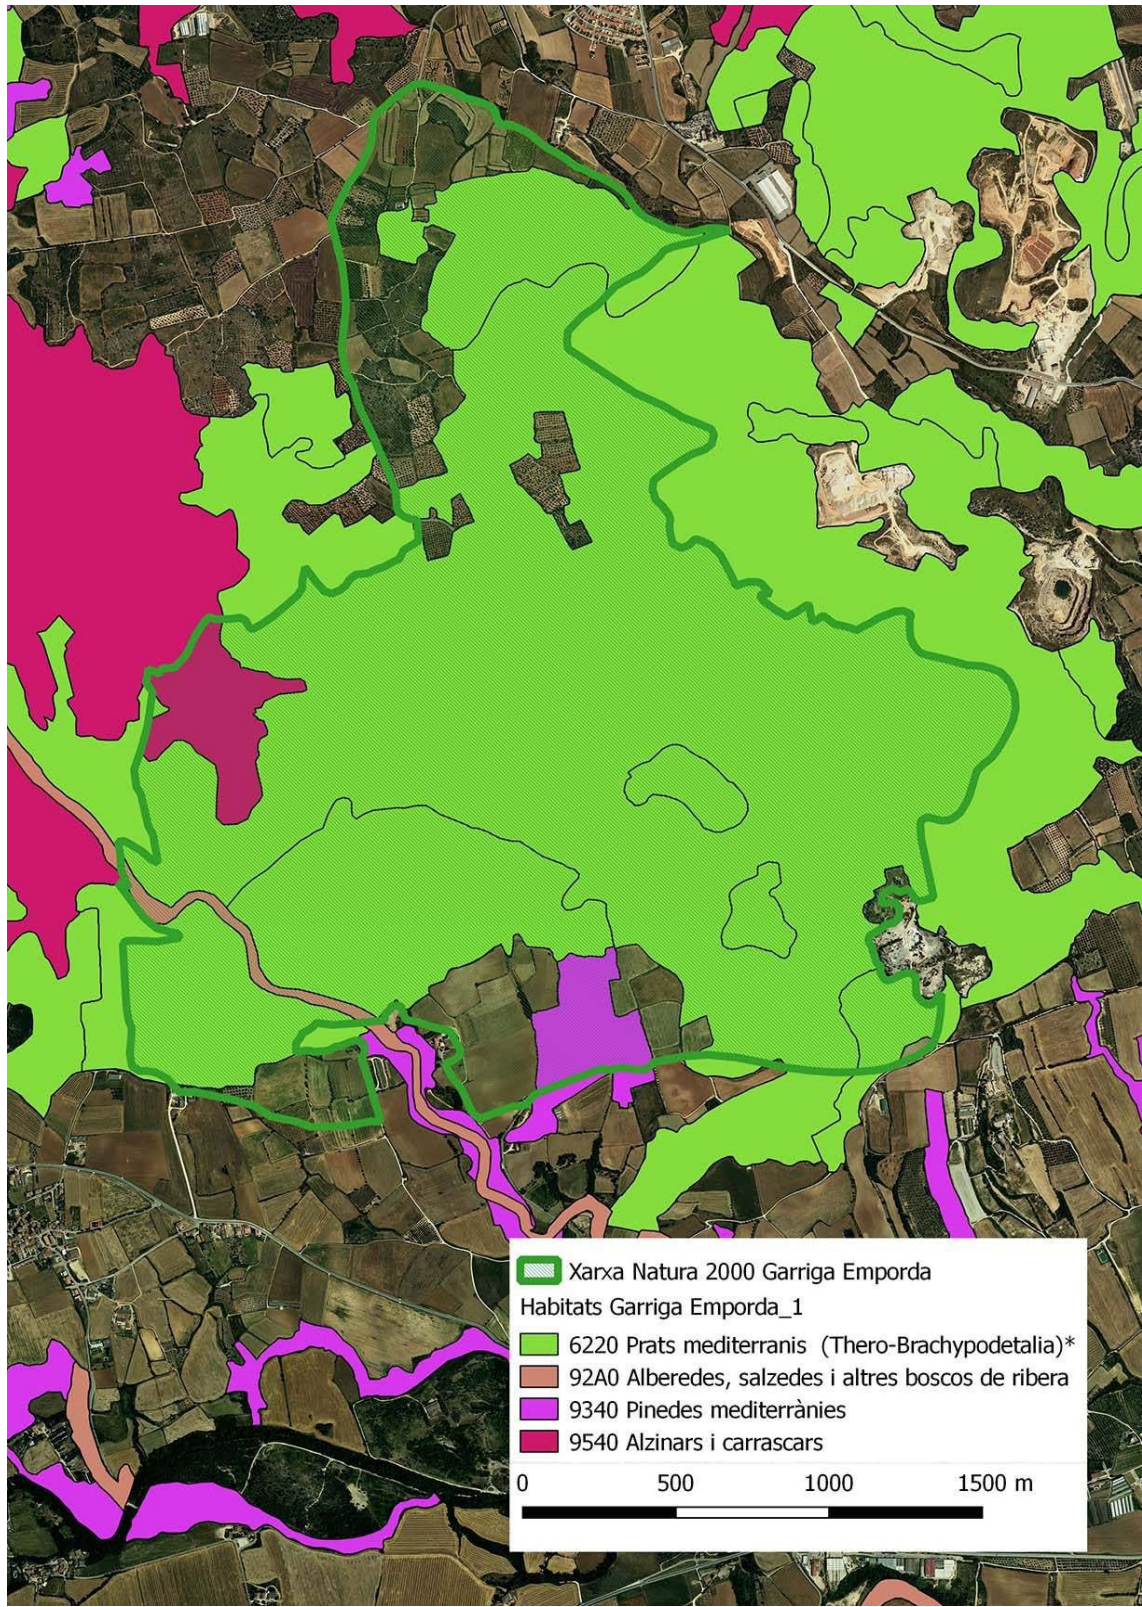 Xarxa Natura 2000 Garriga Emporda
Habitats Garriga Emporda_1
6220 Prats mediterranis (Thero-Brachypodetalia)*
92A0 Alberedes, salzedes i altres boscos de ribera
9340 Pinedes mediterrànies
9540 Alzinars i carrascars
0 500 1000 1500 m